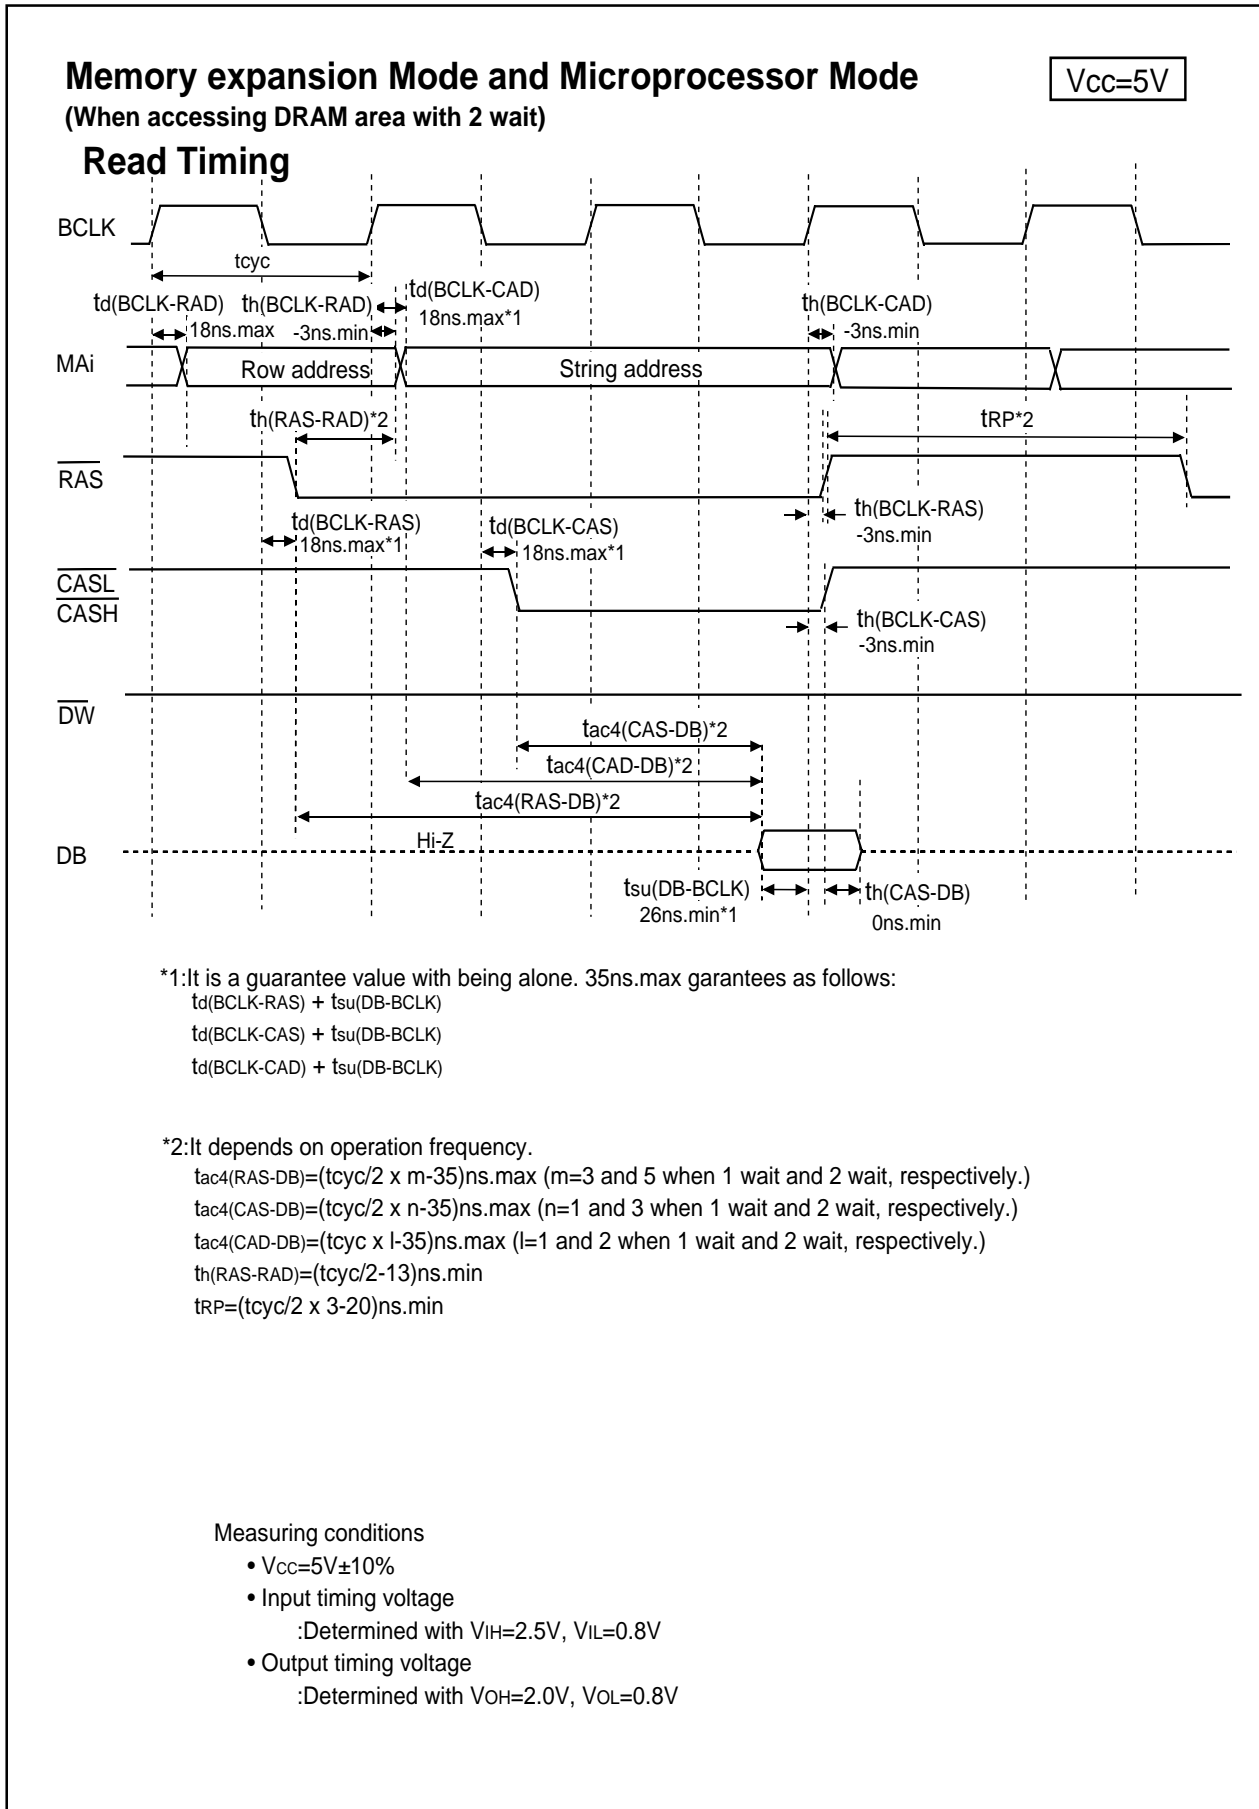 Memory expansion Mode and Microprocessor Mode
Vcc=5V
(When accessing DRAM area with 2 wait)
Read Timing
BCLK
tcyc
td(BCLK-RAD)
18ns.max
th(BCLK-RAD)
-3ns.min
td(BCLK-CAD)
18ns.max*1
th(BCLK-CAD)
-3ns.min
MAi
Row address
String address
th(RAS-RAD)*2
tRP*2
RAS
td(BCLK-RAS)
18ns.max*1
td(BCLK-CAS)
18ns.max*1
th(BCLK-RAS)
-3ns.min
CASL
CASH
th(BCLK-CAS)
-3ns.min
DW
tac4(CAS-DB)*2
tac4(CAD-DB)*2
tac4(RAS-DB)*2
DB
Hi-Z
tsu(DB-BCLK)
26ns.min*1
th(CAS-DB)
0ns.min
*1:It is a guarantee value with being alone. 35ns.max garantees as follows:
td(BCLK-RAS) + tsu(DB-BCLK)
td(BCLK-CAS) + tsu(DB-BCLK)
td(BCLK-CAD) + tsu(DB-BCLK)
*2:It depends on operation frequency.
tac4(RAS-DB)=(tcyc/2 x m-35)ns.max (m=3 and 5 when 1 wait and 2 wait, respectively.)
tac4(CAS-DB)=(tcyc/2 x n-35)ns.max (n=1 and 3 when 1 wait and 2 wait, respectively.)
tac4(CAD-DB)=(tcyc x l-35)ns.max (l=1 and 2 when 1 wait and 2 wait, respectively.)
th(RAS-RAD)=(tcyc/2-13)ns.min
tRP=(tcyc/2 x 3-20)ns.min
Measuring conditions
• VCC=5V±10%
• Input timing voltage
:Determined with VIH=2.5V, VIL=0.8V
• Output timing voltage
:Determined with VOH=2.0V, VOL=0.8V